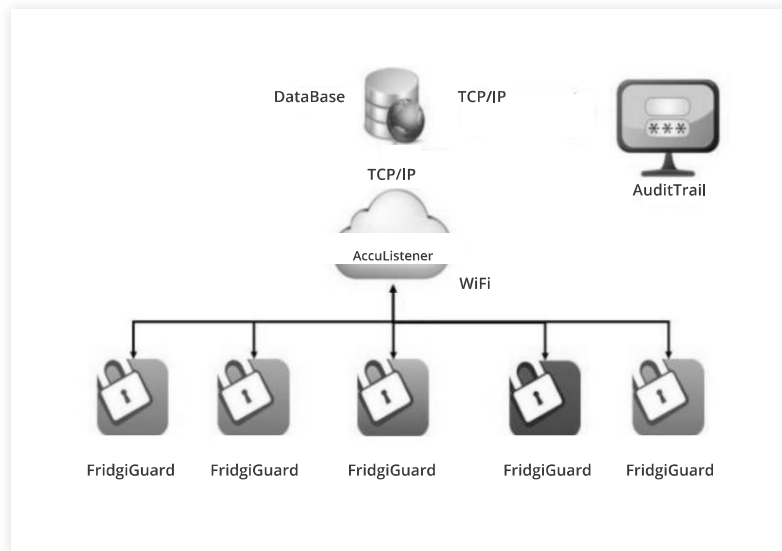 DataBase
TCP/IP
***
AuditTrail
TCP/IP
AccuListener
WiFi
FridgiGuard
FridgiGuard
FridgiGuard
FridgiGuard
FridgiGuard